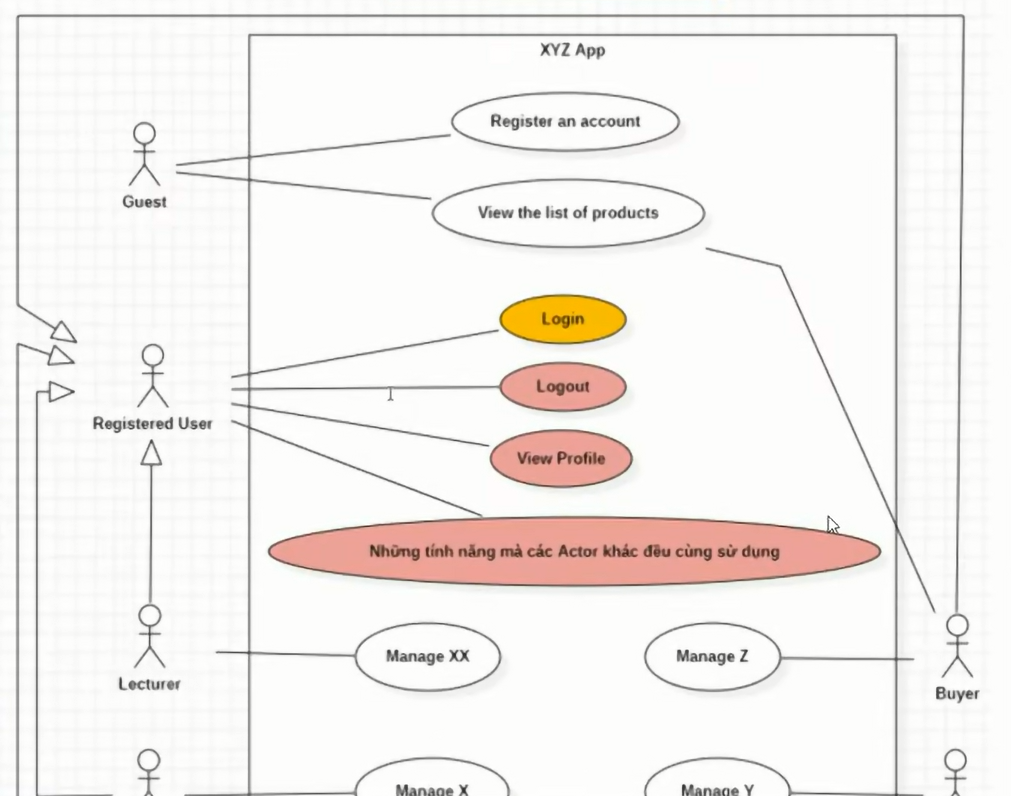 XYZ App
Register an account
Guest
View the list of products
Login
Logout
Registered User
View Profile
Những tính năng mà các Actor khác đều cùng sử dụng
Manage XX
Manage Z
Lecturer
Buyer
Manage X
Manage Y